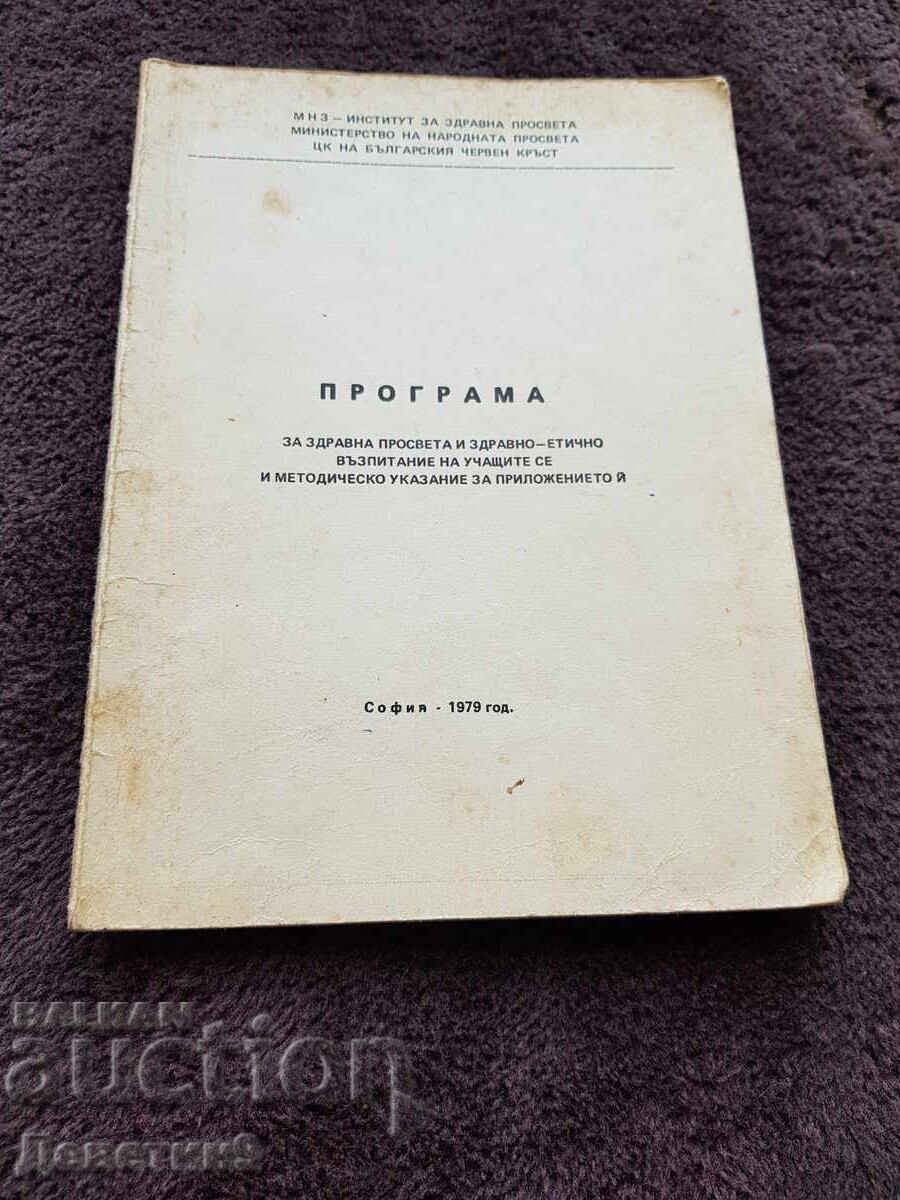 МНЗ – ИНСТИТУТ ЗА ЗДРАВНА ПРОСВЕТА
МИНИСТЕРСТВО НА НАРОДНАТА ПРОСВЕТА
ЦК НА БЪЛГАРСКИЯ ЧЕРВЕН КРЪСТ
ПРОГРАМА
ЗА ЗДРАВНА ПРОСВЕТА И ЗДРАВНО–ЕТИЧНО
ВЪЗПИТАНИЕ НА УЧАЩИТЕ СЕ
И МЕТОДИЧЕСКО УКАЗАНИЕ ЗА ПРИЛОЖЕНИЕТО Й
София - 1979 год.
BALKAN
auction
Деветик9